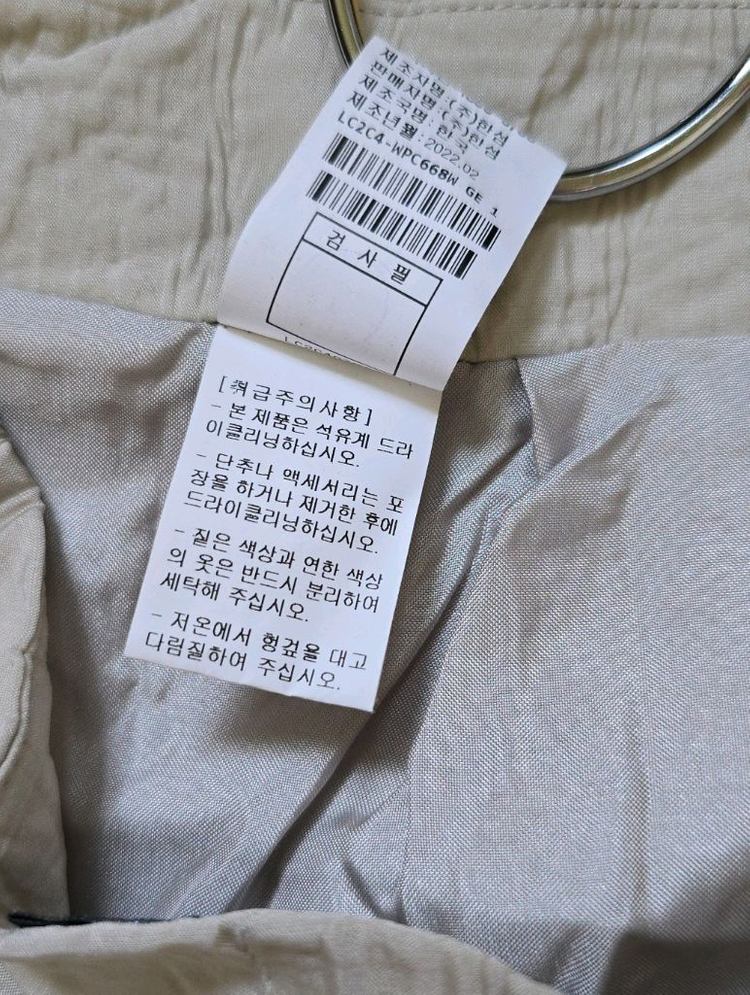 제조자명:(주)한섬
판매자명:(주)한섬
제조국명:한국
제조년월:2022.02
LC2C4-WPC668W GE 1
검사필
[취급주의사항]
- 본 제품은 석유계 드라
이클리닝하십시오.
- 단추나 액세서리는 포
장을 하거나 제거한 후에
드라이클리닝하십시오.
- 짙은 색상과 연한 색상
의 옷은 반드시 분리하여
세탁해 주십시오.
- 저온에서 헝겊을 대고
다림질하여 주십시오.